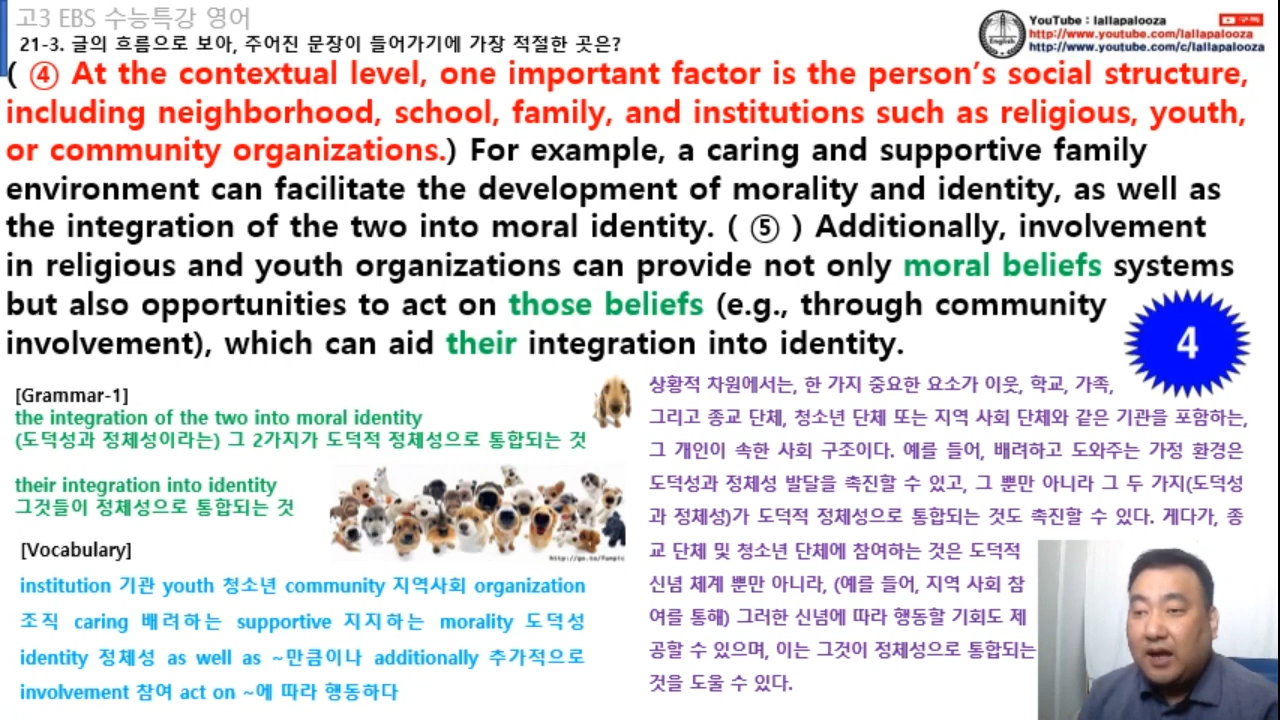 고3 EBS 수능특강 영어
21-3. 글의 흐름으로 보아, 주어진 문장이 들어가기에 가장 적절한 곳은?
YouTube : lallapalooza
구독
http://www.youtube.com/lallapalooza
http://www.youtube.com/c/lallapalooza
English
( ④ At the contextual level, one important factor is the person's social structure,
including neighborhood, school, family, and institutions such as religious, youth,
or community organizations.) For example, a caring and supportive family
environment can facilitate the development of morality and identity, as well as
the integration of the two into moral identity. ( ⑤ ) Additionally, involvement
in religious and youth organizations can provide not only moral beliefs systems
but also opportunities to act on those beliefs (e.g., through community
involvement), which can aid their integration into identity.
4
[Grammar-1]
the integration of the two into moral identity
(도덕성과 정체성이라는) 그 2가지가 도덕적 정체성으로 통합되는 것
their integration into identity
그것들이 정체성으로 통합되는 것
http://go.to/funpic
[Vocabulary]
institution 기관 youth 청소년 community 지역사회 organization
조직 caring 배려하는 supportive 지지하는 morality 도덕성
identity 정체성 as well as ~만큼이나 additionally 추가적으로
involvement 참여 act on ~에 따라 행동하다
상황적 차원에서는, 한 가지 중요한 요소가 이웃, 학교, 가족,
그리고 종교 단체, 청소년 단체 또는 지역 사회 단체와 같은 기관을 포함하는,
그 개인이 속한 사회 구조이다. 예를 들어, 배려하고 도와주는 가정 환경은
도덕성과 정체성 발달을 촉진할 수 있고, 그 뿐만 아니라 그 두 가지(도덕성
과 정체성)가 도덕적 정체성으로 통합되는 것도 촉진할 수 있다. 게다가, 종
교 단체 및 청소년 단체에 참여하는 것은 도덕적
신념 체계 뿐만 아니라, (예를 들어, 지역 사회 참
여를 통해) 그러한 신념에 따라 행동할 기회도 제
공할 수 있으며, 이는 그것이 정체성으로 통합되는
것을 도울 수 있다.